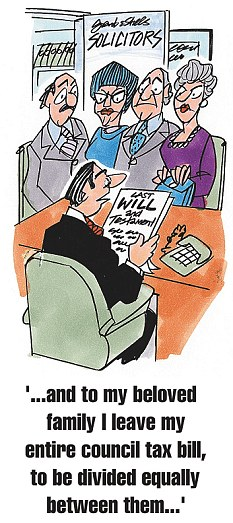 SOLICITORS
LAST
WILL
and
Testament
'...and to my beloved
family I leave my
entire council tax bill,
to be divided equally
between them...'